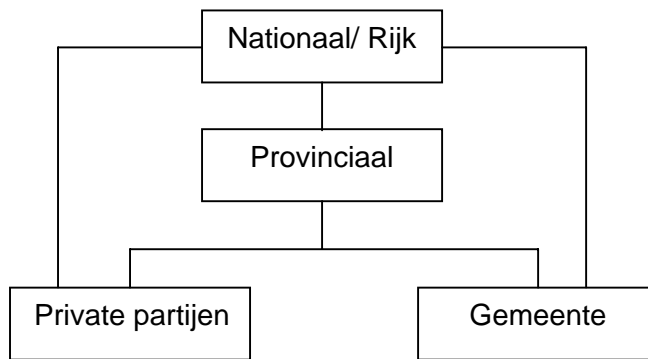 Nationaal/ Rijk
Provinciaal
Private partijen
Gemeente